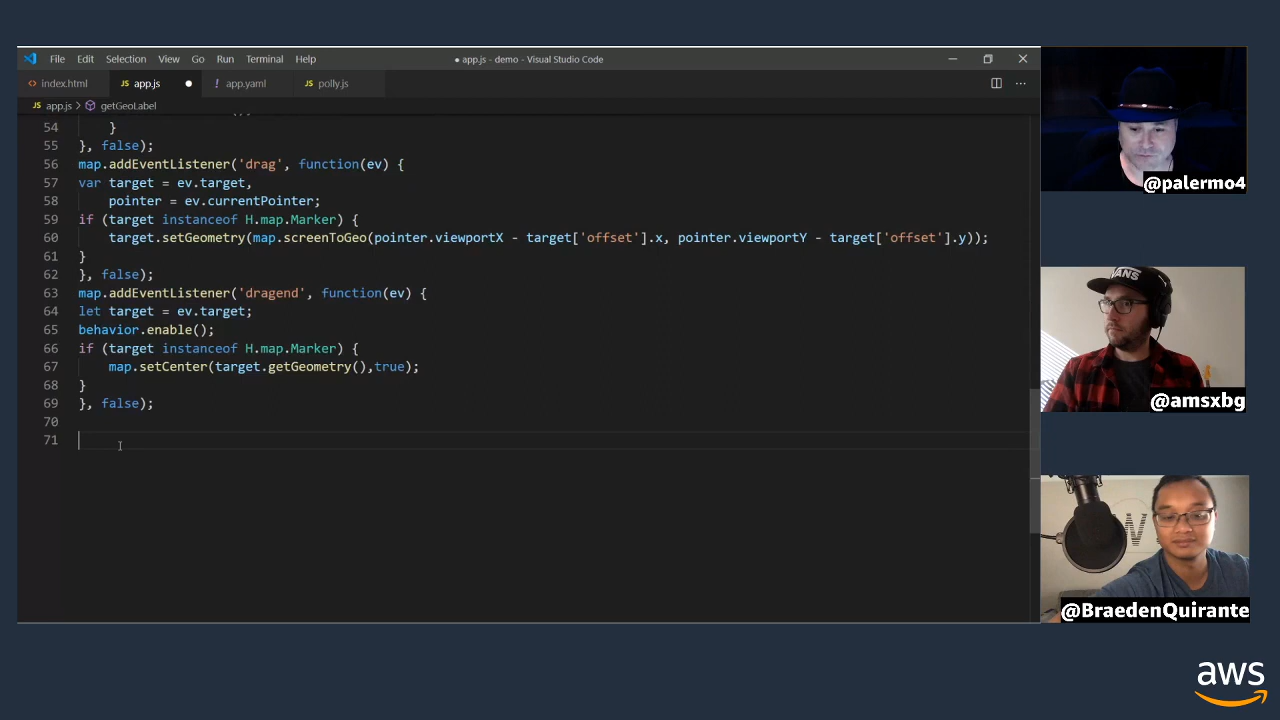 File Edit Selection View Go Run Terminal Help
● app.js - demo - Visual Studio Code
<> index.html
JS app.js ●
! app.yaml
JS polly.js
JS app.js > getGeoLabel
54 }
55 }, false);
56 map.addEventListener('drag', function(ev) {
57 var target = ev.target,
58 pointer = ev.currentPointer;
59 if (target instanceof H.map.Marker) {
60 target.setGeometry(map.screenToGeo(pointer.viewportX - target['offset'].x, pointer.viewportY - target['offset'].y));
61 }
62 }, false);
63 map.addEventListener('dragend', function(ev) {
64 let target = ev.target;
65 behavior.enable();
66 if (target instanceof H.map.Marker) {
67 map.setCenter(target.getGeometry(),true);
68 }
69 }, false);
70
71
@palermo4
VANS
@amsxbg
@BraedenQuirante
aws